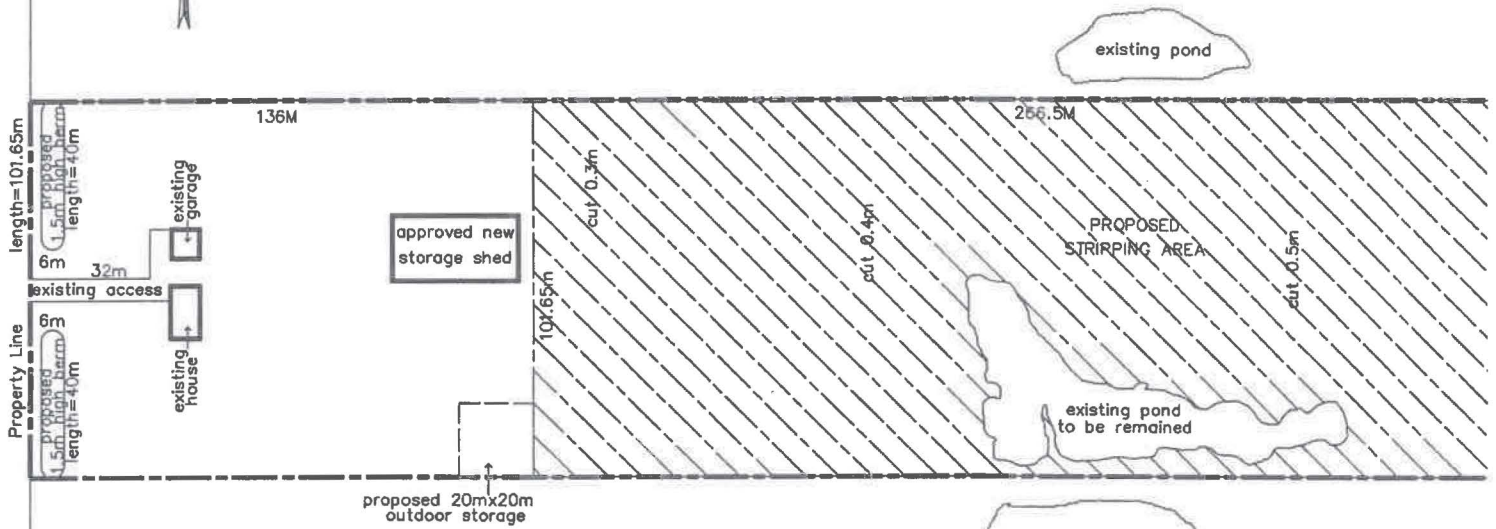 existing pond
136M
266.5M
length=101.65m
Property Line
proposed
1.5m high berm
length=40m
6m
32m
existing access
6m
proposed
1.5m high berm
length=40m
existing
garage
existing
house
approved new
storage shed
101.65m
cut 0.3m
cut 0.4m
PROPOSED
STRIPPING AREA
cut 0.5m
existing pond
to be remained
proposed 20mx20m
outdoor storage